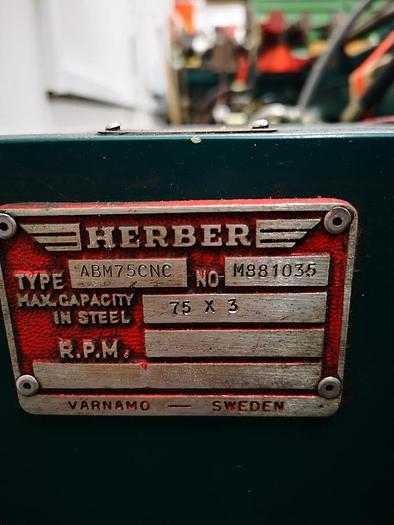 HERBER
TYPE ABM75CNC NO M881035
MAX. CAPACITY
IN STEEL 75 X 3
R.P.M.
VARNAMO — SWEDEN